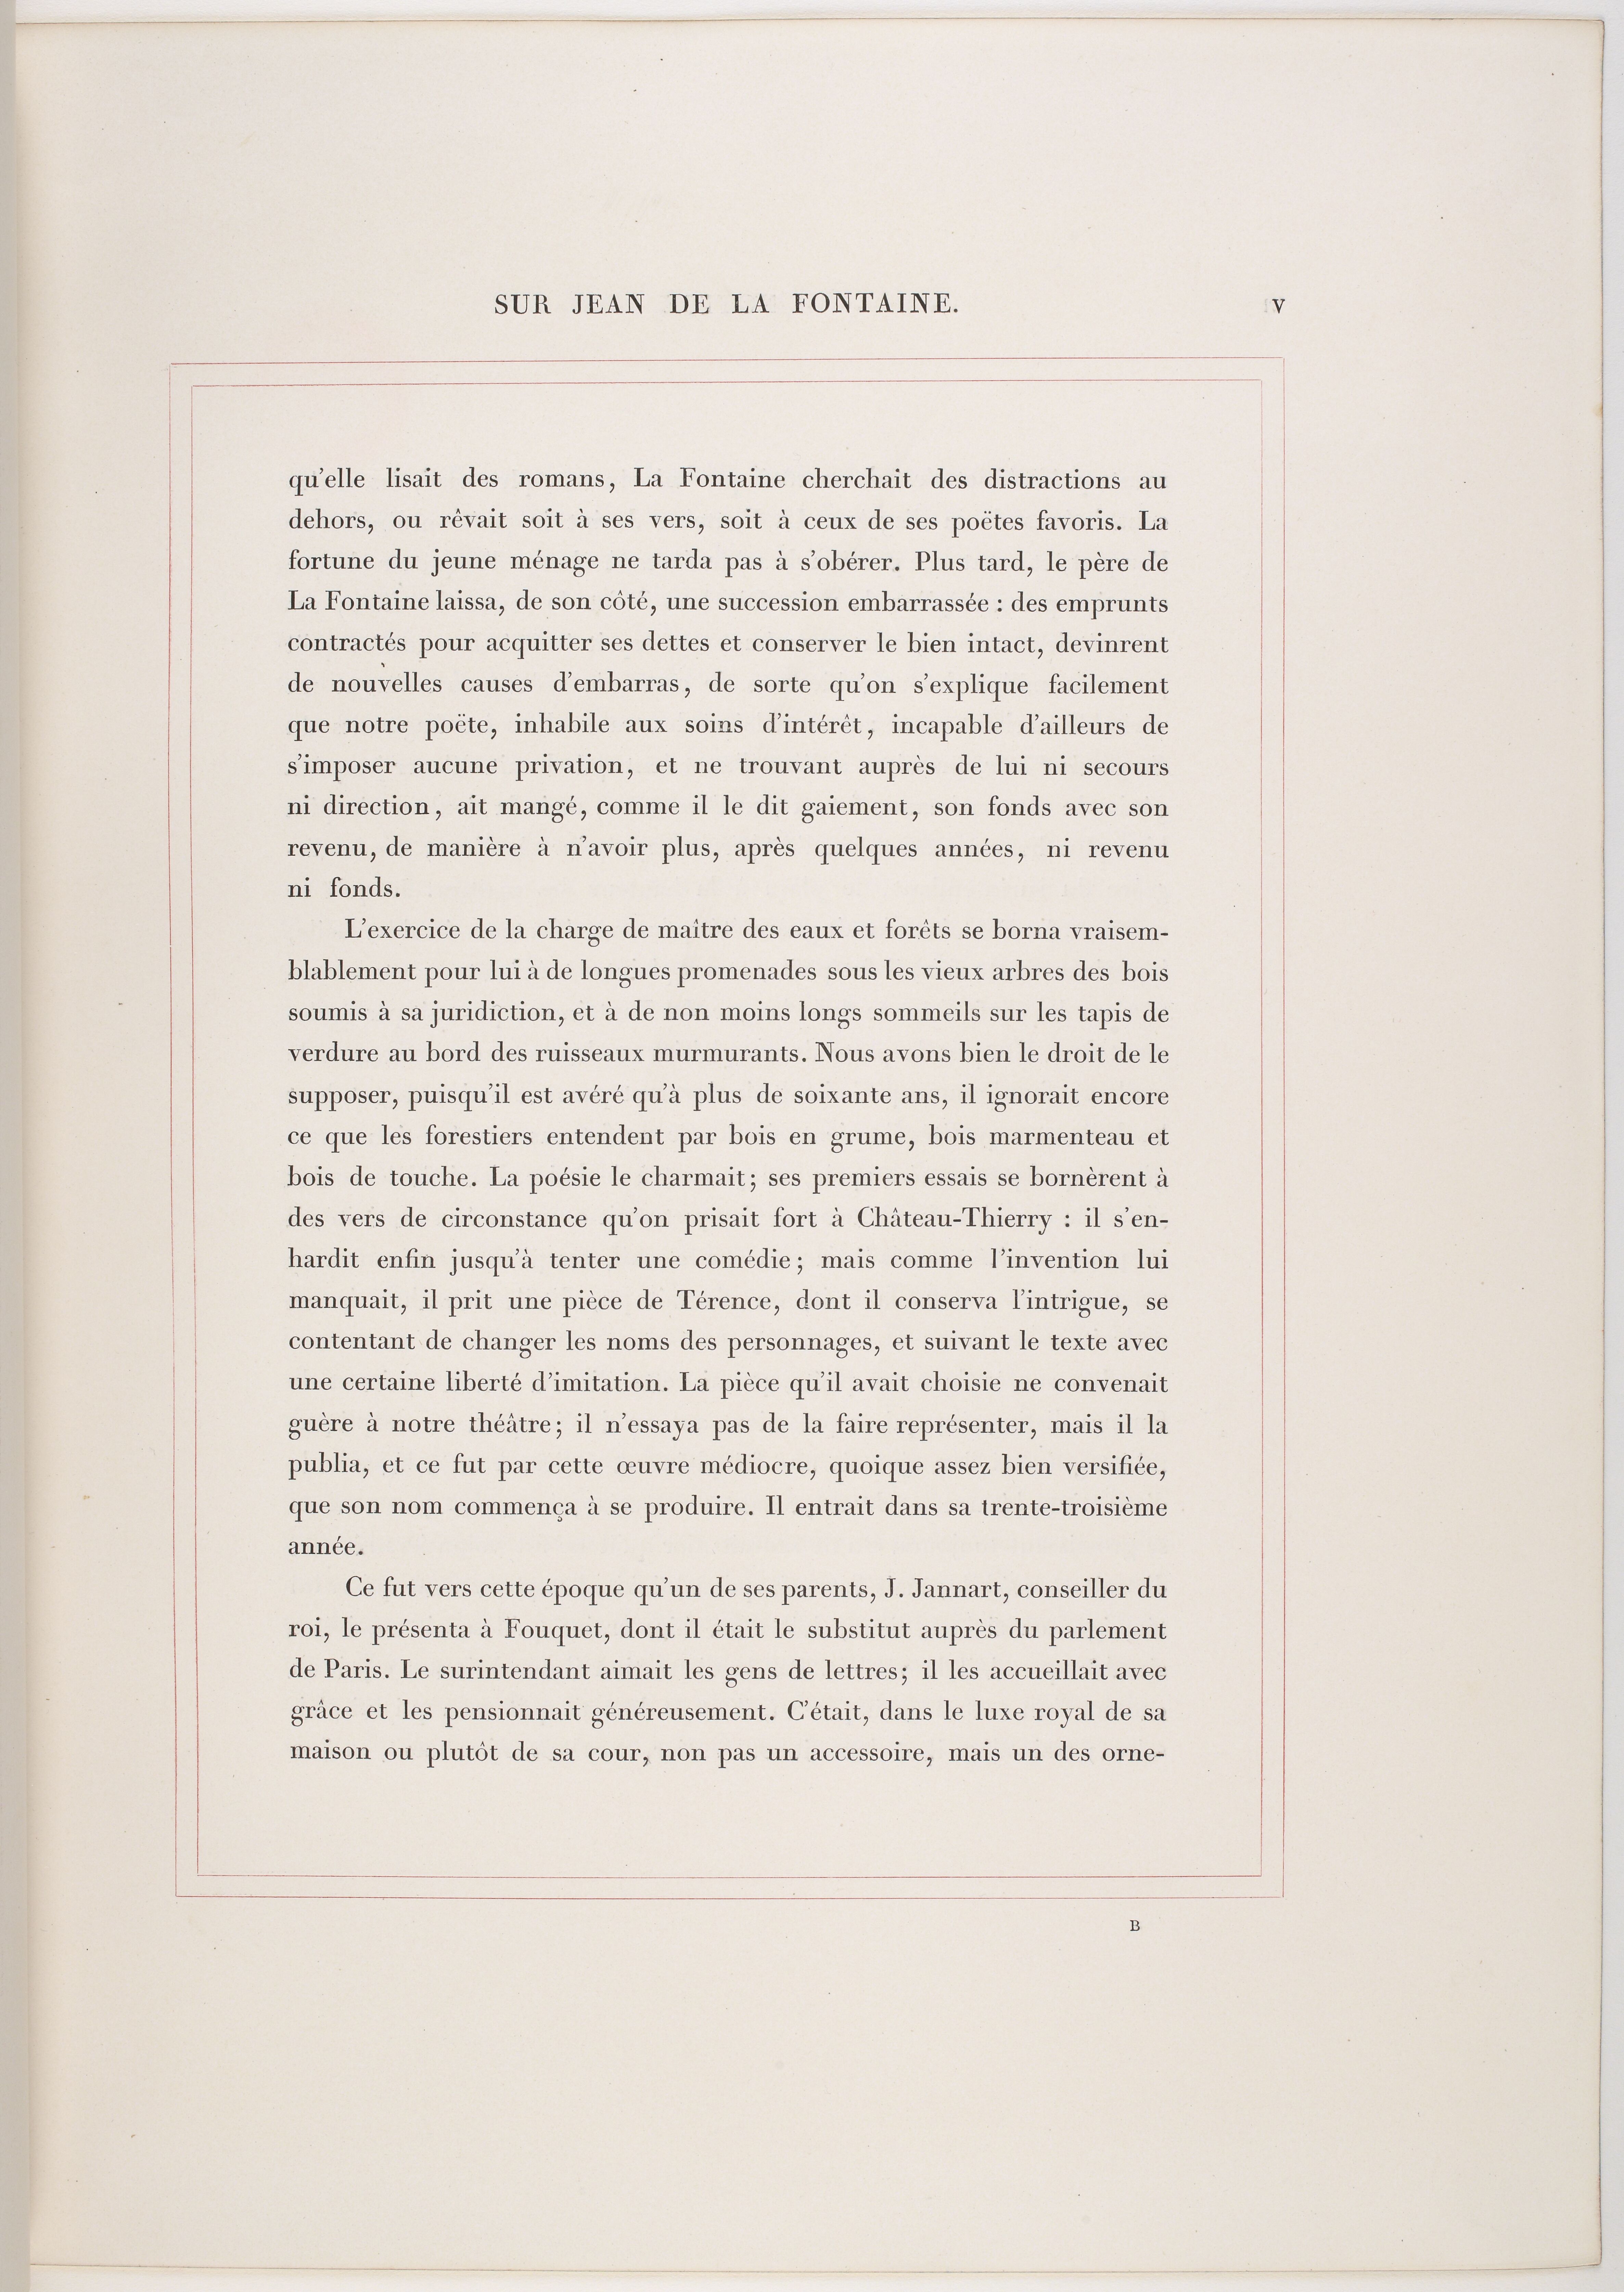 SUR JEAN DE LA FONTAINE. V
qu'elle lisait des romans, La Fontaine cherchait des distractions au
dehors, ou rêvait soit à ses vers, soit à ceux de ses poëtes favoris. La
fortune du jeune ménage ne tarda pas à s'obérer. Plus tard, le père de
La Fontaine laissa, de son côté, une succession embarrassée : des emprunts
contractés pour acquitter ses dettes et conserver le bien intact, devinrent
de nouvelles causes d'embarras, de sorte qu'on s'explique facilement
que notre poëte, inhabile aux soins d'intérêt, incapable d'ailleurs de
s'imposer aucune privation, et ne trouvant auprès de lui ni secours
ni direction, ait mangé, comme il le dit gaiement, son fonds avec son
revenu, de manière à n'avoir plus, après quelques années, ni revenu
ni fonds.
L'exercice de la charge de maître des eaux et forêts se borna vraisem-
blablement pour lui à de longues promenades sous les vieux arbres des bois
soumis à sa juridiction, et à de non moins longs sommeils sur les tapis de
verdure au bord des ruisseaux murmurants. Nous avons bien le droit de le
supposer, puisqu'il est avéré qu'à plus de soixante ans, il ignorait encore
ce que les forestiers entendent par bois en grume, bois marmenteau et
bois de touche. La poésie le charmait; ses premiers essais se bornèrent à
des vers de circonstance qu'on prisait fort à Château-Thierry : il s'en-
hardit enfin jusqu'à tenter une comédie; mais comme l'invention lui
manquait, il prit une pièce de Térence, dont il conserva l'intrigue, se
contentant de changer les noms des personnages, et suivant le texte avec
une certaine liberté d'imitation. La pièce qu'il avait choisie ne convenait
guère à notre théâtre; il n'essaya pas de la faire représenter, mais il la
publia, et ce fut par cette œuvre médiocre, quoique assez bien versifiée,
que son nom commença à se produire. Il entrait dans sa trente-troisième
année.
Ce fut vers cette époque qu'un de ses parents, J. Jannart, conseiller du
roi, le présenta à Fouquet, dont il était le substitut auprès du parlement
de Paris. Le surintendant aimait les gens de lettres; il les accueillait avec
grâce et les pensionnait généreusement. C'était, dans le luxe royal de sa
maison ou plutôt de sa cour, non pas un accessoire, mais un des orne-
B